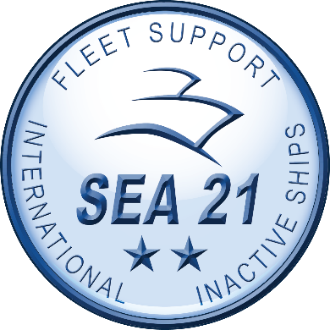 FLEET SUPPORT
INTERNATIONAL
INACTIVE SHIPS
SEA 21